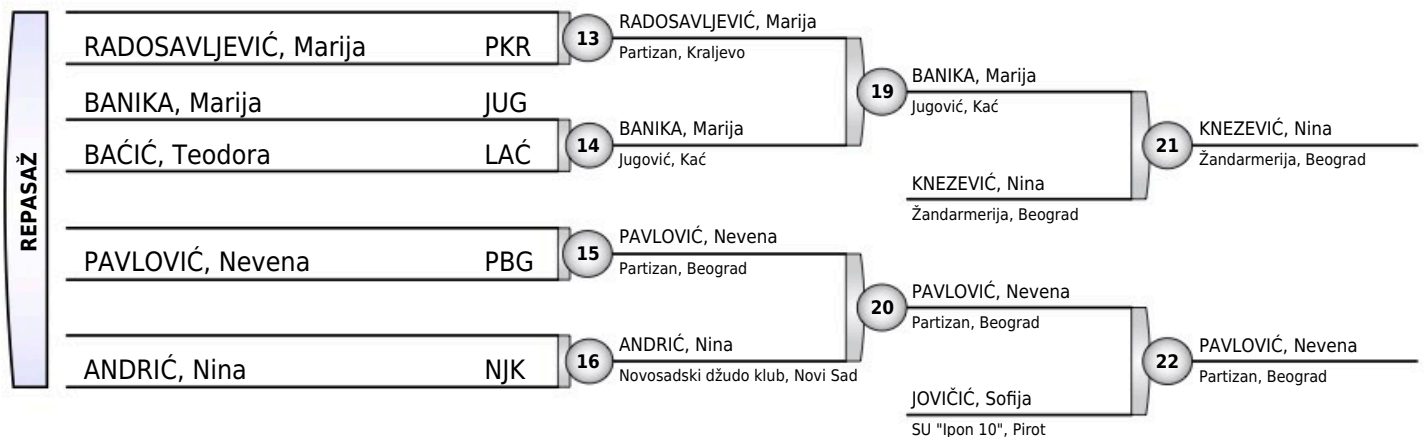 REPASAŽ
RADOSAVLJEVIĆ, Marija PKR
BANIKA, Marija JUG
BAĆIĆ, Teodora LAĆ
PAVLOVIĆ, Nevena PBG
ANDRIĆ, Nina NJK
13
RADOSAVLJEVIĆ, Marija
Partizan, Kraljevo
14
BANIKA, Marija
Jugović, Kać
15
PAVLOVIĆ, Nevena
Partizan, Beograd
16
ANDRIĆ, Nina
Novosadski džudo klub, Novi Sad
19
BANIKA, Marija
Jugović, Kać
KNEZEVIĆ, Nina
Žandarmerija, Beograd
20
PAVLOVIĆ, Nevena
Partizan, Beograd
JOVIČIĆ, Sofija
SU "Ipon 10", Pirot
21
KNEZEVIĆ, Nina
Žandarmerija, Beograd
22
PAVLOVIĆ, Nevena
Partizan, Beograd